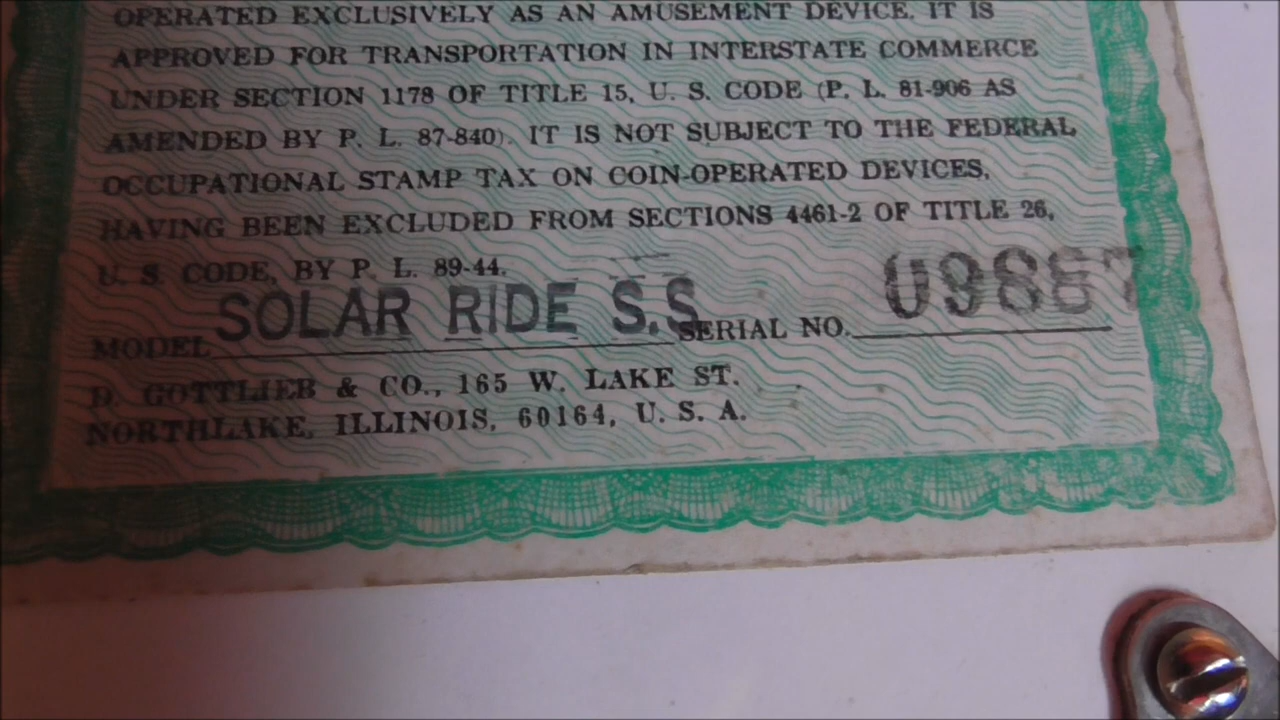 OPERATED EXCLUSIVELY AS AN AMUSEMENT DEVICE. IT IS
APPROVED FOR TRANSPORTATION IN INTERSTATE COMMERCE
UNDER SECTION 1178 OF TITLE 15, U. S. CODE (P. L. 81-906 AS
AMENDED BY P. L. 87-840). IT IS NOT SUBJECT TO THE FEDERAL
OCCUPATIONAL STAMP TAX ON COIN-OPERATED DEVICES,
HAVING BEEN EXCLUDED FROM SECTIONS 4461-2 OF TITLE 26,
U. S. CODE, BY P. L. 89-44.
MODEL SOLAR RIDE S.S SERIAL NO.
D. GOTTLIEB & CO., 165 W. LAKE ST.
NORTHLAKE, ILLINOIS, 60164, U. S. A.